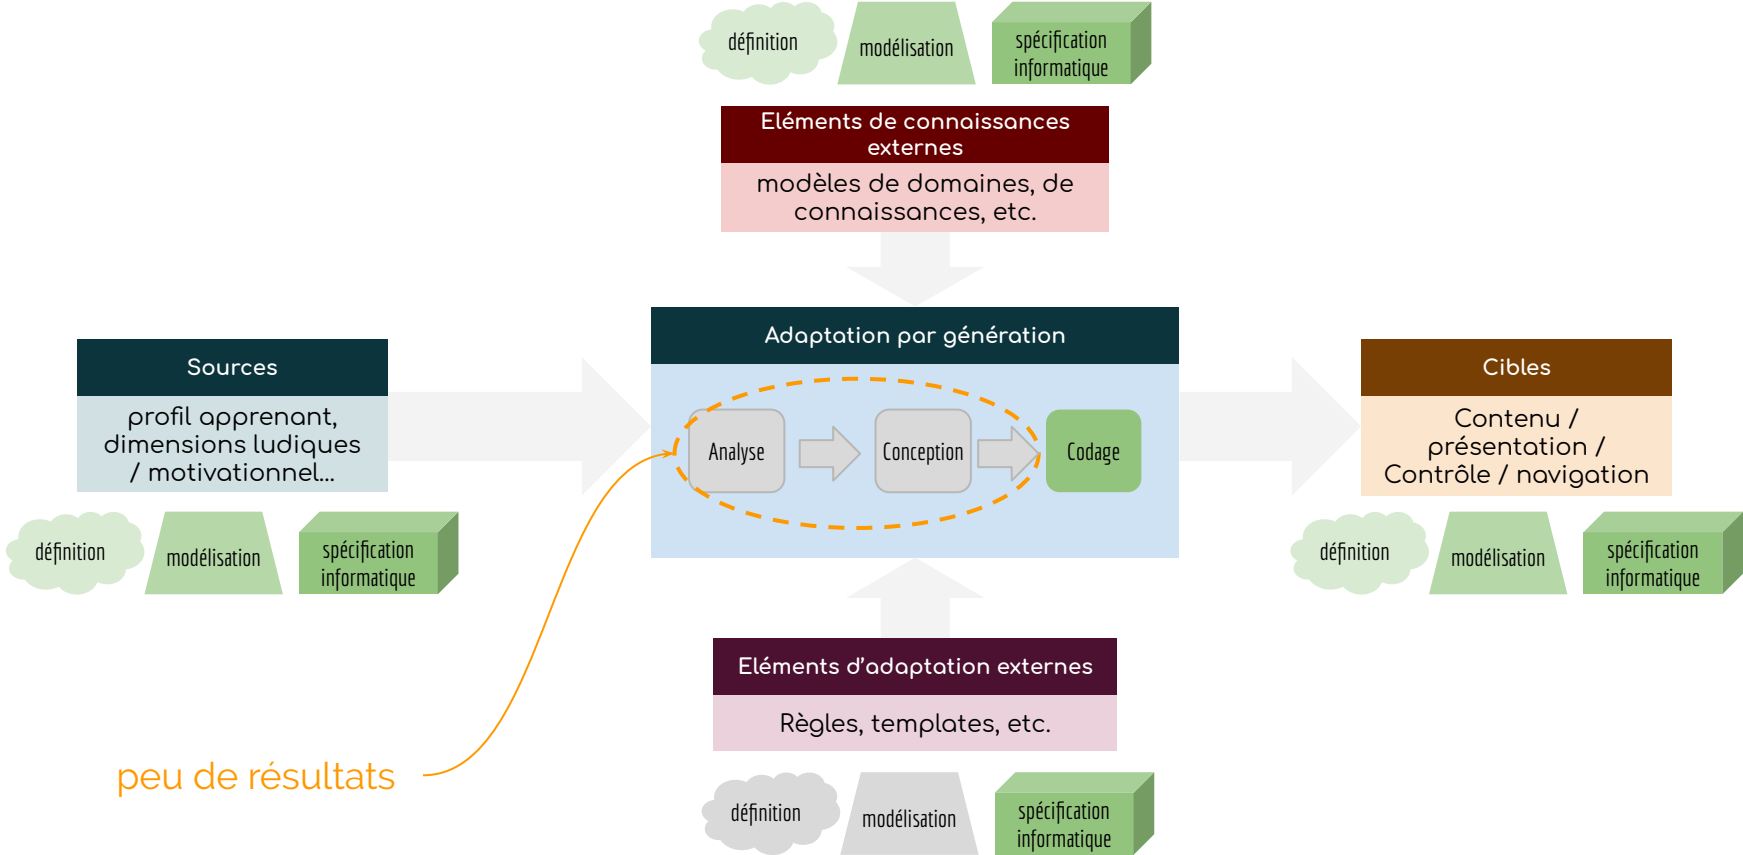 définition
modélisation
spécification
informatique
Eléments de connaissances
externes
modèles de domaines, de
connaissances, etc.
Sources
profil apprenant,
dimensions ludiques
/ motivationnel...
définition
modélisation
spécification
informatique
Adaptation par génération
Analyse
Conception
Codage
Cibles
Contenu /
présentation /
Contrôle / navigation
définition
modélisation
spécification
informatique
Eléments d’adaptation externes
Règles, templates, etc.
peu de résultats
définition
modélisation
spécification
informatique